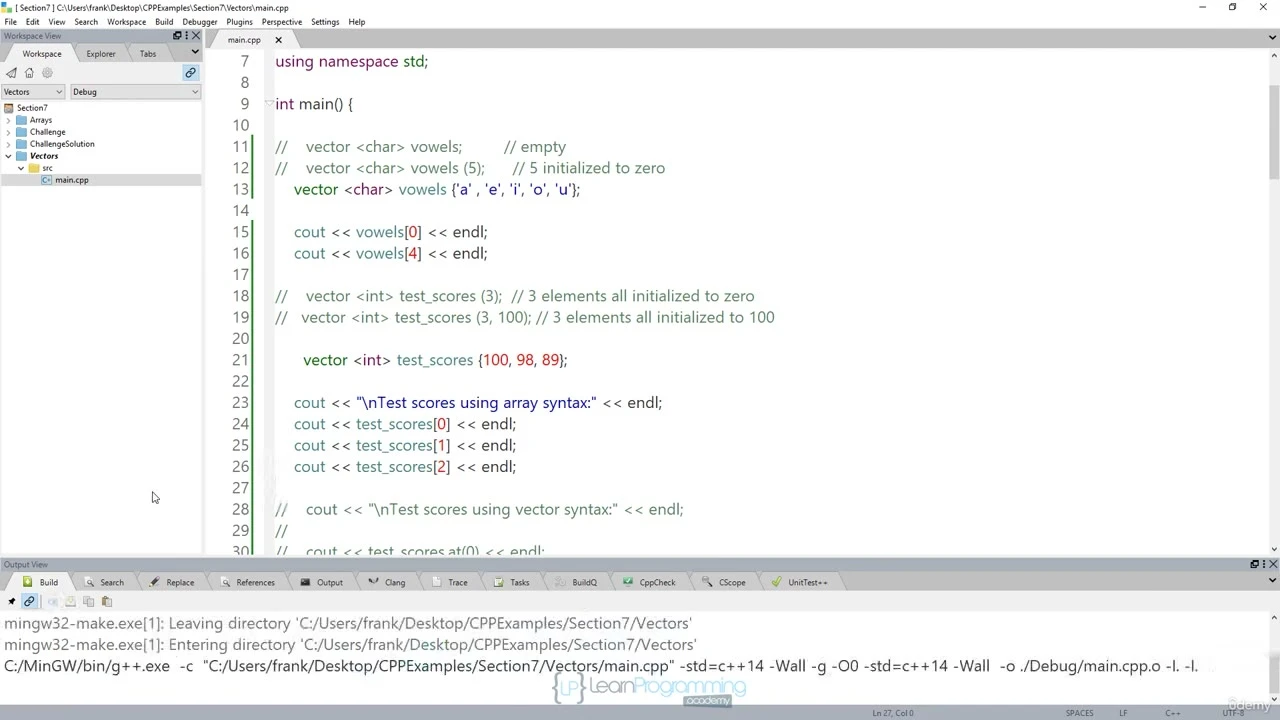 [ Section7 ] C:\Users\frank\Desktop\CPPExamples\Section7\Vectors\main.cpp
File Edit View Search Workspace Build Debugger Plugins Perspective Settings Help
Workspace View
Workspace Explorer Tabs
Vectors Debug
Section7
Arrays
Challenge
ChallengeSolution
Vectors
src
main.cpp
main.cpp
7 using namespace std;
8
9 int main() {
10
11 // vector <char> vowels; // empty
12 // vector <char> vowels (5); // 5 initialized to zero
13 vector <char> vowels {'a' , 'e', 'i', 'o', 'u'};
14
15 cout << vowels[0] << endl;
16 cout << vowels[4] << endl;
17
18 // vector <int> test_scores (3); // 3 elements all initialized to zero
19 // vector <int> test_scores (3, 100); // 3 elements all initialized to 100
20
21 vector <int> test_scores {100, 98, 89};
22
23 cout << "\nTest scores using array syntax:" << endl;
24 cout << test_scores[0] << endl;
25 cout << test_scores[1] << endl;
26 cout << test_scores[2] << endl;
27
28 // cout << "\nTest scores using vector syntax:" << endl;
29 //
30 // cout << test_scores.at(0) << endl;
Output View
Build Search Replace References Output Clang Trace Tasks BuildQ CppCheck CScope UnitTest++
mingw32-make.exe[1]: Leaving directory 'C:/Users/frank/Desktop/CPPExamples/Section7/Vectors'
mingw32-make.exe[1]: Entering directory 'C:/Users/frank/Desktop/CPPExamples/Section7/Vectors'
C:/MinGW/bin/g++.exe -c "C:/Users/frank/Desktop/CPPExamples/Section7/Vectors/main.cpp" -std=c++14 -Wall -g -O0 -std=c++14 -Wall -o ./Debug/main.cpp.o -I. -I.
{LP} LearnProgramming
academy
Udemy
Ln 27, Col 0 SPACES LF C++ UTF-8